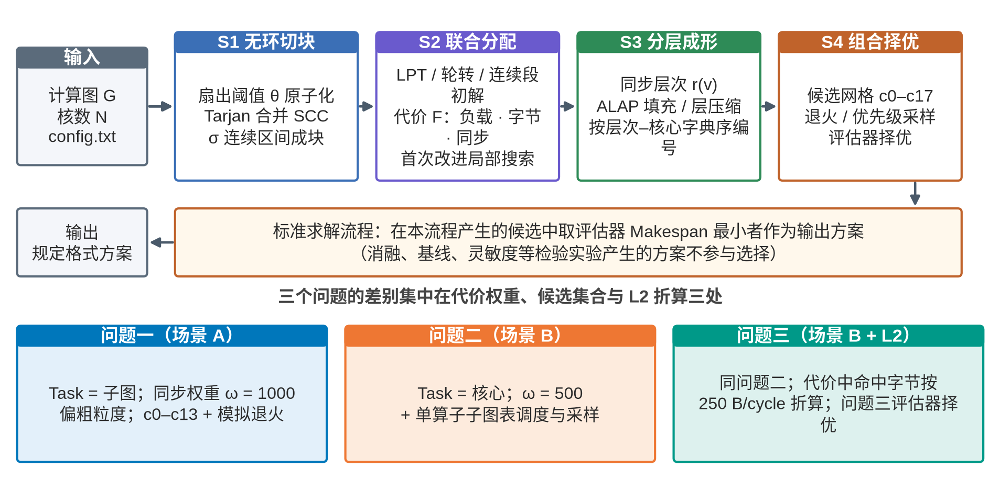 输入
计算图 G
核数 N
config.txt
S1 无环切块
扇出阈值 θ 原子化
Tarjan 合并 SCC
σ 连续区间成块
S2 联合分配
LPT / 轮转 / 连续段
初解
代价 F：负载 · 字节
· 同步
首次改进局部搜索
S3 分层成形
同步层次 r(v)
ALAP 填充 / 层压缩
按层次–核心字典序编
号
S4 组合择优
候选网格 c0–c17
退火 / 优先级采样
评估器择优
输出
规定格式方案
标准求解流程：在本流程产生的候选中取评估器 Makespan 最小者作为输出方案
（消融、基线、灵敏度等检验实验产生的方案不参与选择）
三个问题的差别集中在代价权重、候选集合与 L2 折算三处
问题一（场景 A）
Task = 子图；同步权重 ω = 1000
偏粗粒度；c0–c13 + 模拟退火
问题二（场景 B）
Task = 核心；ω = 500
+ 单算子子图表调度与采样
问题三（场景 B + L2）
同问题二；代价中命中字节按
250 B/cycle 折算；问题三评估器择
优